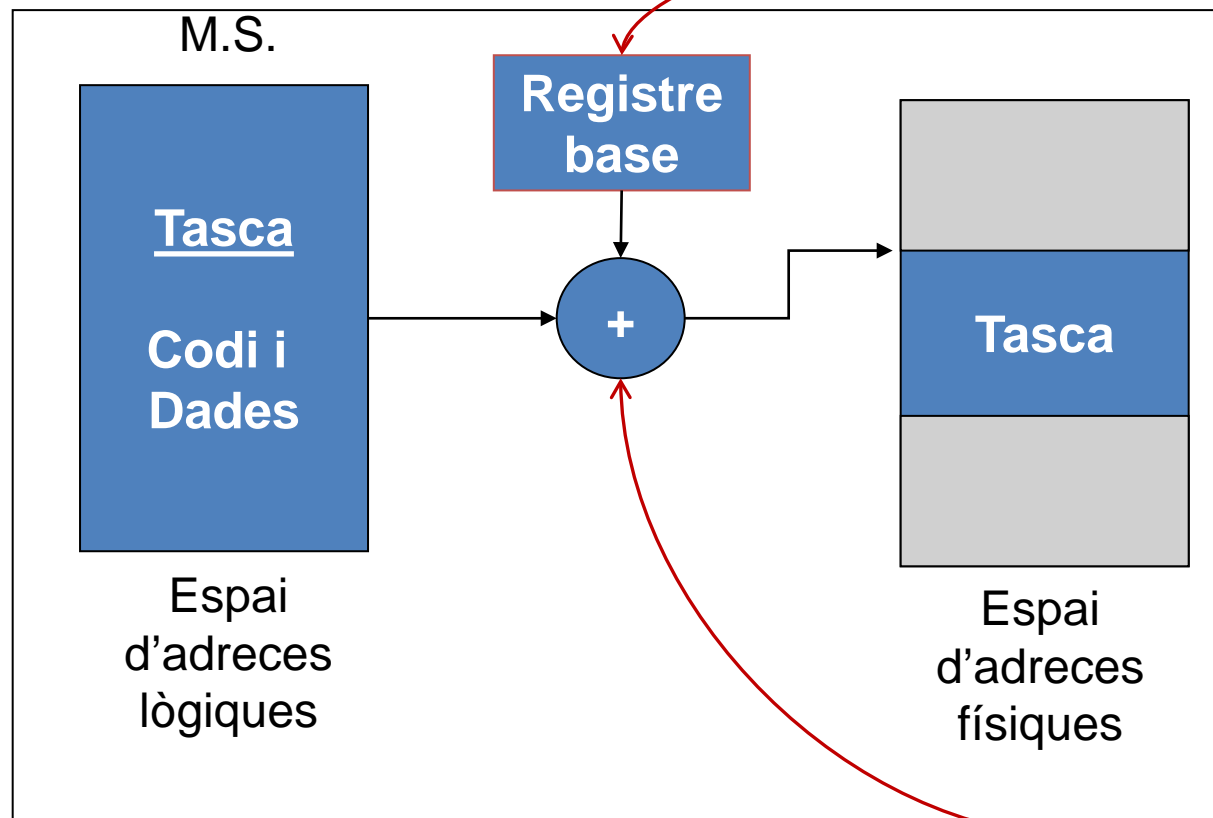 M.S.
Registre
base
Tasca
Codi i
Dades
+
Tasca
Espai
d’adreces
lògiques
Espai
d’adreces
físiques